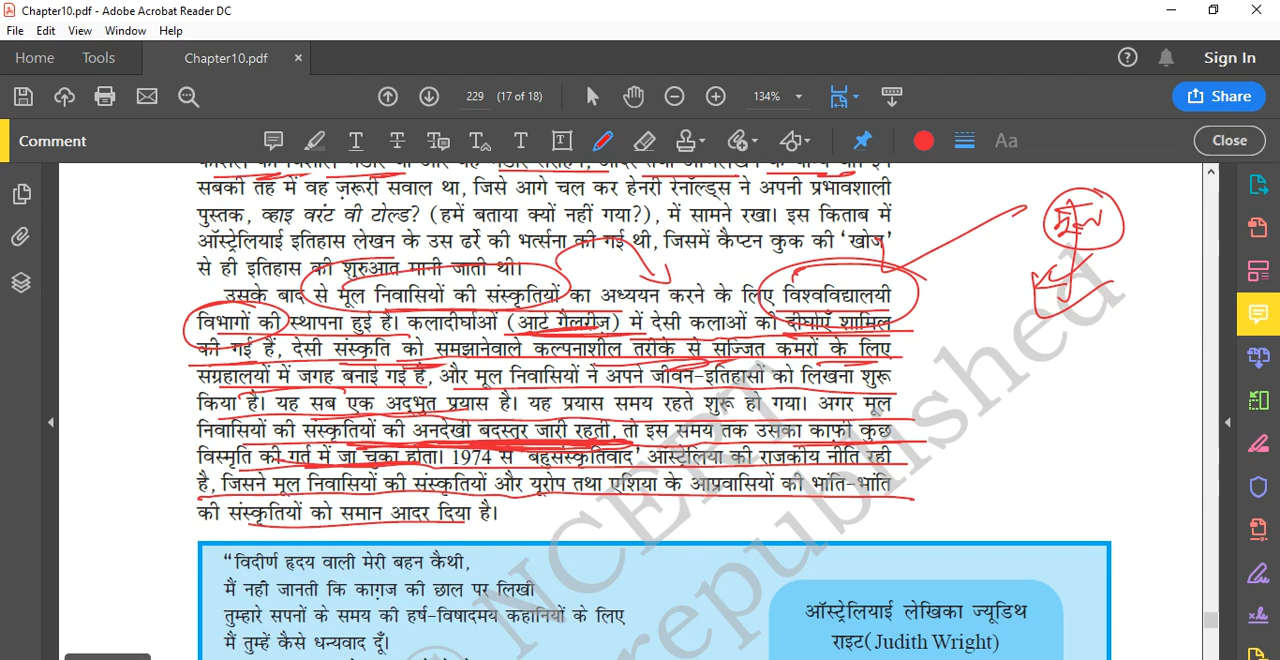 Chapter10.pdf - Adobe Acrobat Reader DC
File Edit View Window Help
Home Tools Chapter10.pdf × Sign In
229 (17 of 18) 134% Share
Comment Aa Close
सबकी तह में वह ज़रूरी सवाल था, जिसे आगे चल कर हेनरी रेनॉल्ड्स ने अपनी प्रभावशाली
पुस्तक, व्हाइ वरंट वी टोल्ड? (हमें बताया क्यों नहीं गया?), में सामने रखा। इस किताब में
ऑस्ट्रेलियाई इतिहास लेखन के उस ढर्रे की भर्त्सना की गई थी, जिसमें कैप्टन कुक की ‘खोज’
से ही इतिहास की शुरुआत मानी जाती थी।
उसके बाद से मूल निवासियों की संस्कृतियों का अध्ययन करने के लिए विश्वविद्यालयी
विभागों की स्थापना हुई है। कलादीर्घाओं (आर्ट गैलरीज़) में देसी कलाओं की दीर्घाएँ शामिल
की गई हैं, देसी संस्कृति को समझानेवाले कल्पनाशील तरीके से सज्जित कमरों के लिए
संग्रहालयों में जगह बनाई गई है, और मूल निवासियों ने अपने जीवन-इतिहासों को लिखना शुरू
किया है। यह सब एक अद्भुत प्रयास है। यह प्रयास समय रहते शुरू हो गया। अगर मूल
निवासियों की संस्कृतियों की अनदेखी बदस्तूर जारी रहती, तो इस समय तक उसका काफ़ी कुछ
विस्मृति की गर्त में जा चुका होता। 1974 से ‘बहुसंस्कृतिवाद’ ऑस्ट्रेलिया की राजकीय नीति रही
है, जिसने मूल निवासियों की संस्कृतियों और यूरोप तथा एशिया के आप्रवासियों की भांति-भांति
की संस्कृतियों को समान आदर दिया है।
“विदीर्ण हृदय वाली मेरी बहन कैथी,
मैं नहीं जानती कि काग़ज की छाल पर लिखी
तुम्हारे सपनों के समय की हर्ष-विषादमय कहानियों के लिए
मैं तुम्हें कैसे धन्यवाद दूँ।
ऑस्ट्रेलियाई लेखिका ज्यूडिथ
राइट(Judith Wright)
© NCERT
republished